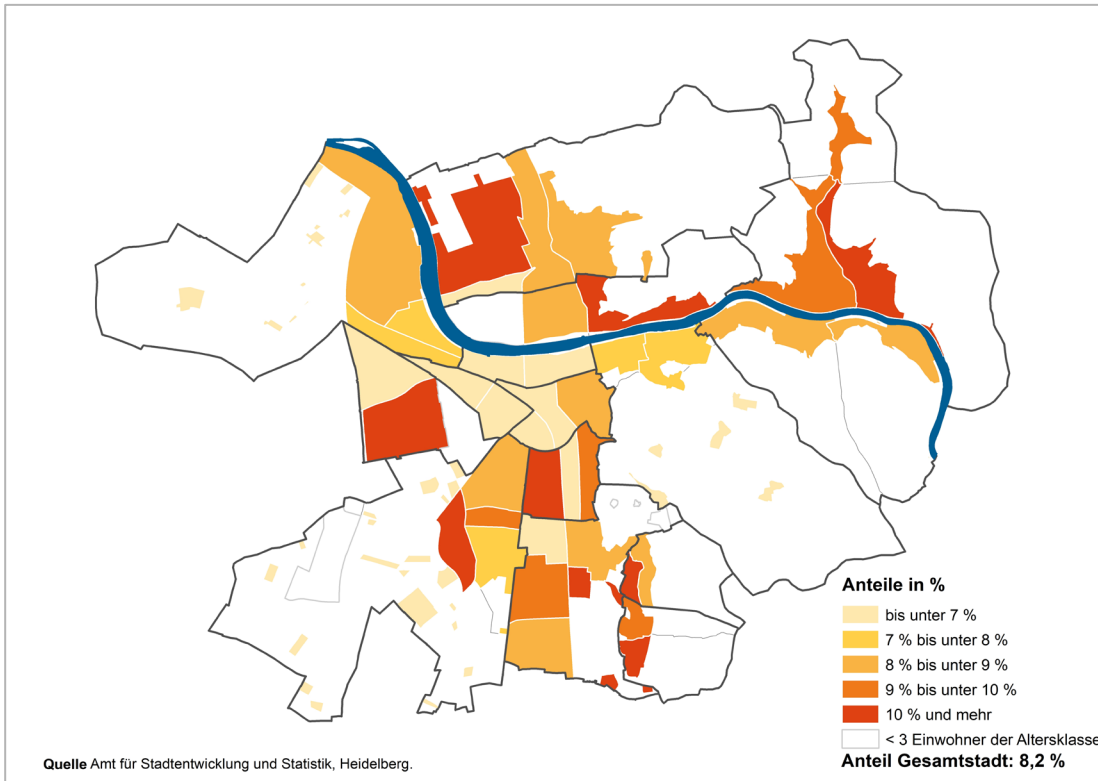 Anteile in %
bis unter 7 %
7 % bis unter 8 %
8 % bis unter 9 %
9 % bis unter 10 %
10 % und mehr
< 3 Einwohner der Altersklasse
Anteil Gesamtstadt: 8,2 %
Quelle Amt für Stadtentwicklung und Statistik, Heidelberg.